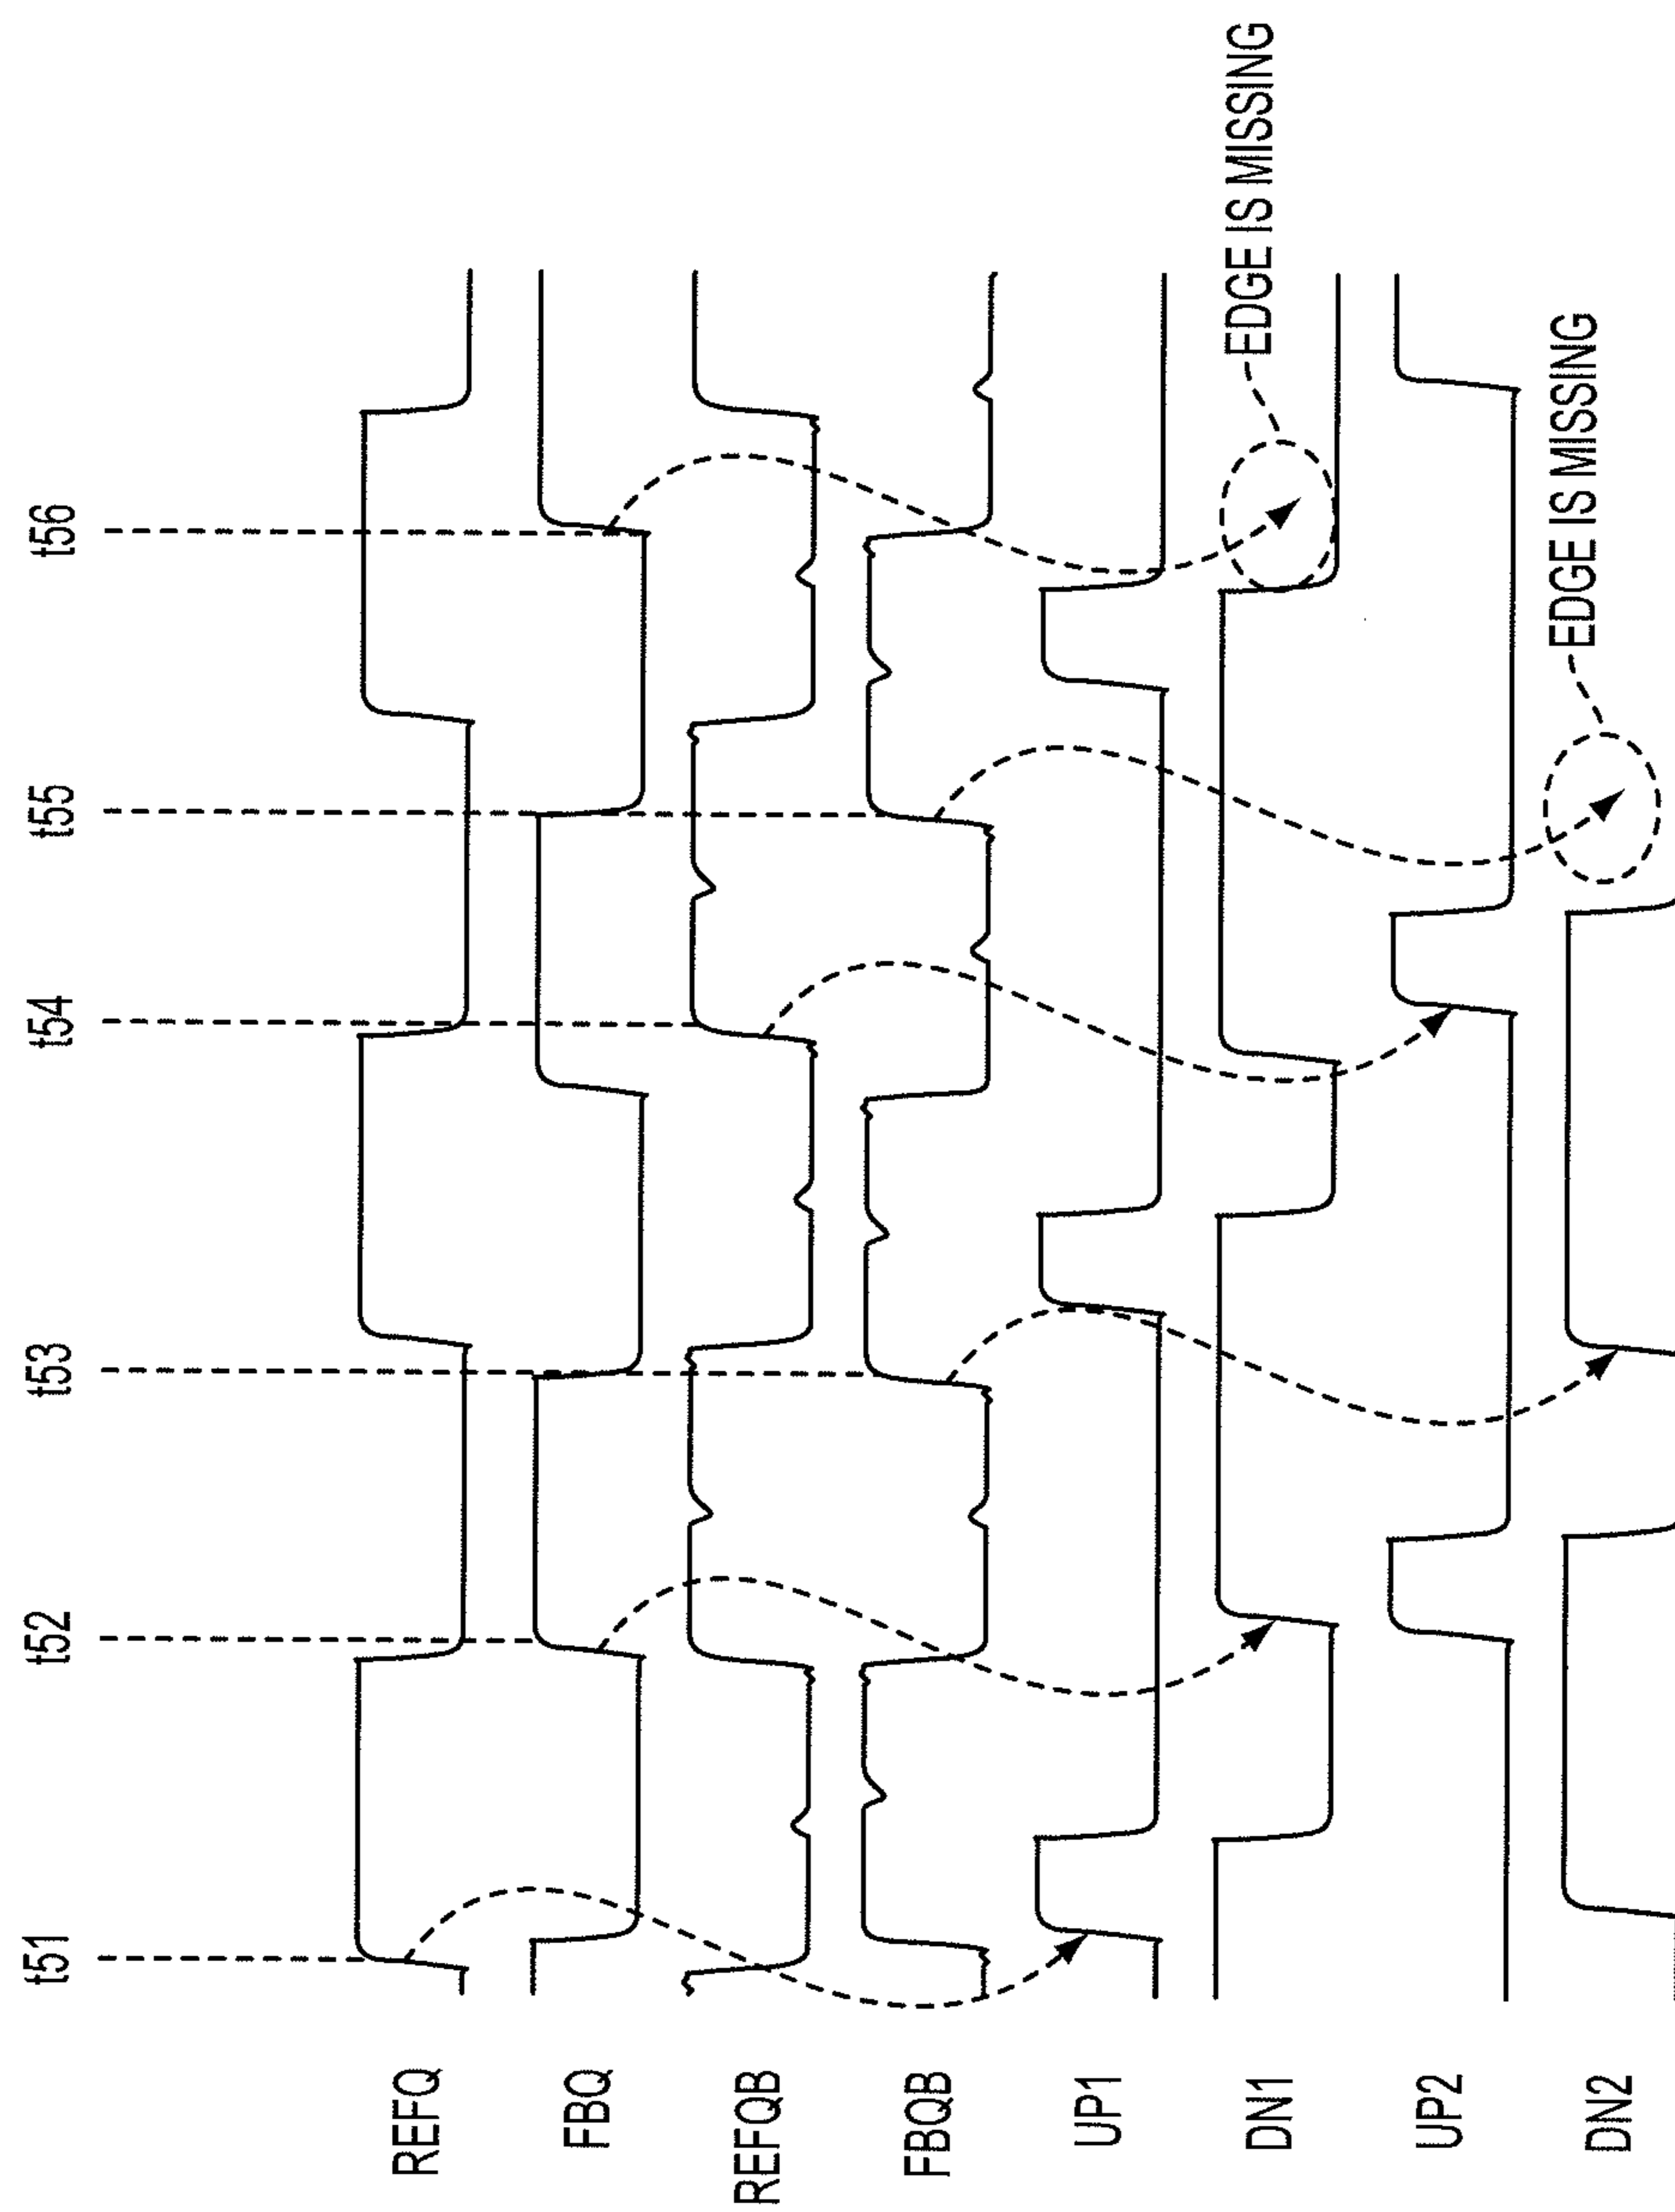 t51
t52
t53
t54
t55
t56
REFQ
FBQ
REFQB
FBQB
UP1
DN1
EDGE IS MISSING
UP2
DN2
EDGE IS MISSING